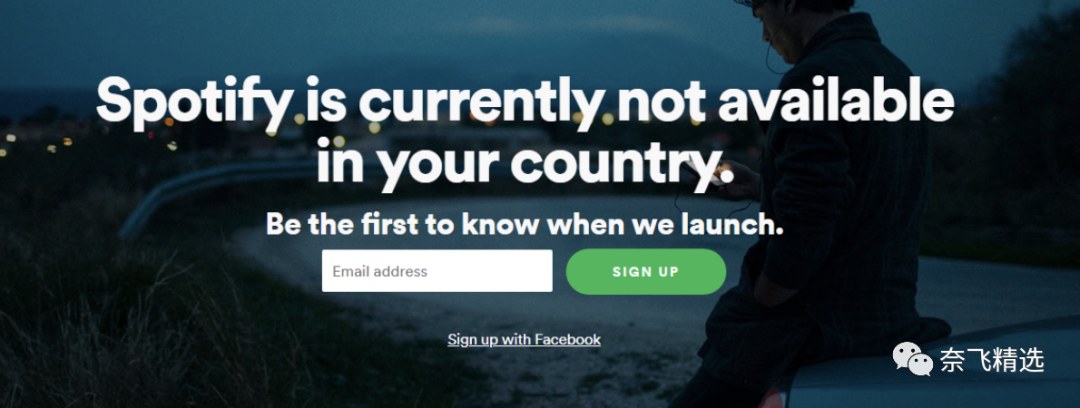 Spotify is currently not available
in your country.
Be the first to know when we launch.
Email address
SIGN UP
Sign up with Facebook
奈飞精选